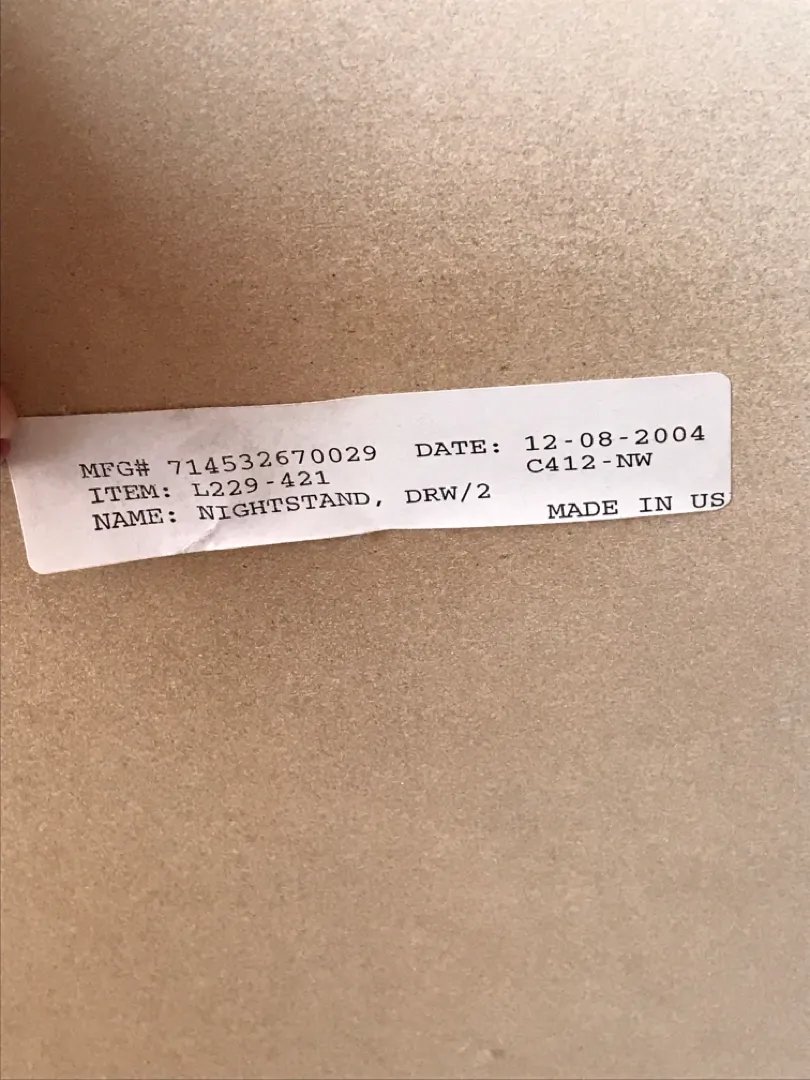 MFG# 714532670029 DATE: 12-08-2004
ITEM: L229-421 C412-NW
NAME: NIGHTSTAND, DRW/2 MADE IN US